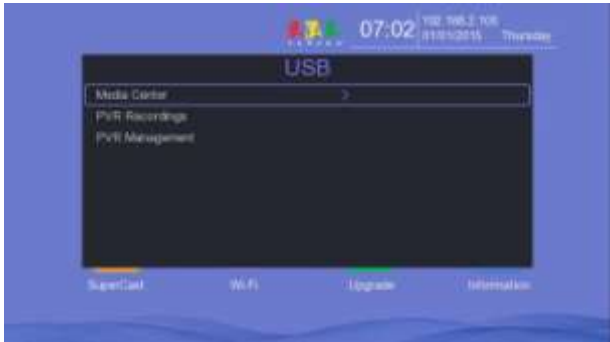 07:02
192.168.2.105
01/01/2015 Thursday
USB
Media Center >
PVR Recordings
PVR Management
SuperCast Wi-Fi Upgrade Information